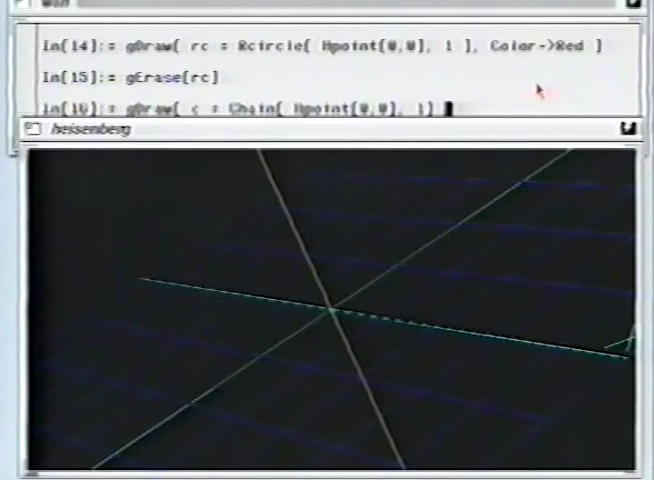 In[14]:= gDraw[ rc = Rcircle[ Hpoint[0,0], 1 ], Color->Red ]
In[15]:= gErase[rc]
In[16]:= gDraw[ c = Chain[ Hpoint[0,0], 1]
heissenberg